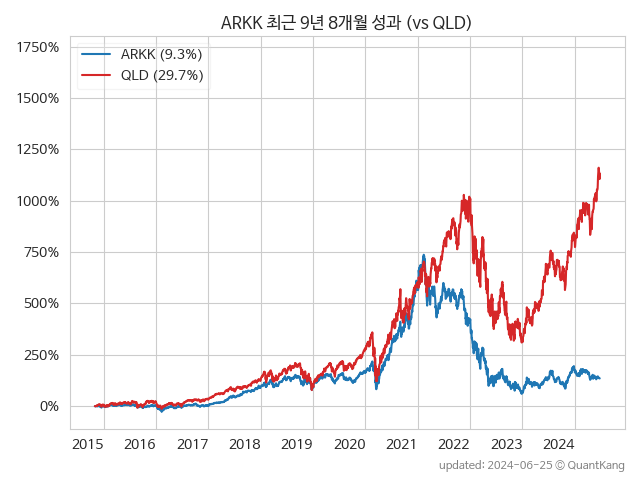 ARKK 최근 9년 8개월 성과 (vs QLD)
ARKK (9.3%)
QLD (29.7%)
1750%
1500%
1250%
1000%
750%
500%
250%
0%
2015 2016 2017 2018 2019 2020 2021 2022 2023 2024
updated: 2024-06-25 ⓒ QuantKang